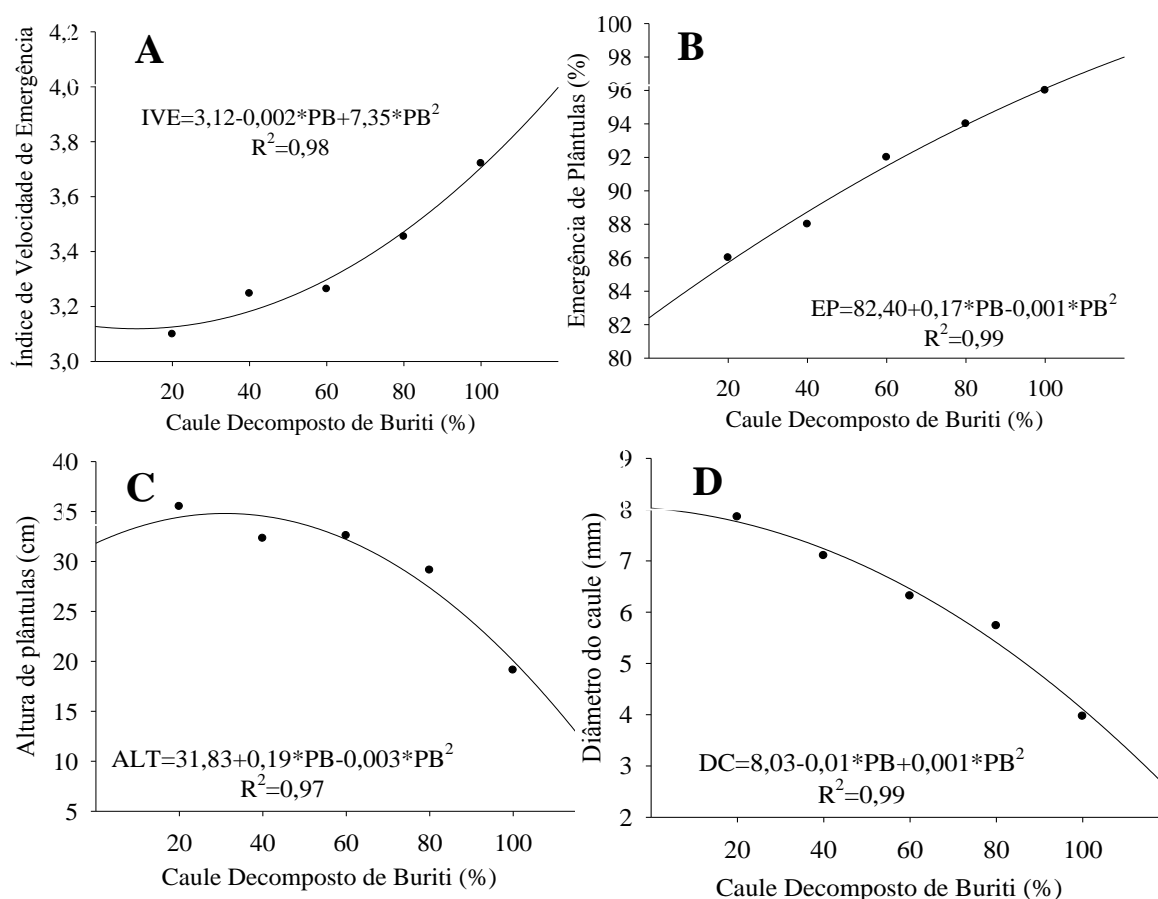 A
Índice de Velocidade de Emergência
4,2
4,0
3,8
3,6
3,4
3,2
3,0
IVE=3,12-0,002*PB+7,35*PB²
R²=0,98
20 40 60 80 100
Caule Decomposto de Buriti (%)
B
Emergência de Plântulas (%)
100
98
96
94
92
90
88
86
84
82
80
EP=82,40+0,17*PB-0,001*PB²
R²=0,99
20 40 60 80 100
Caule Decomposto de Buriti (%)
C
Altura de plântulas (cm)
40
35
30
25
20
15
10
5
ALT=31,83+0,19*PB-0,003*PB²
R²=0,97
20 40 60 80 100
Caule Decomposto de Buriti (%)
D
Diâmetro do caule (mm)
9
8
7
6
5
4
3
2
DC=8,03-0,01*PB+0,001*PB²
R²=0,99
20 40 60 80 100
Caule Decomposto de Buriti (%)